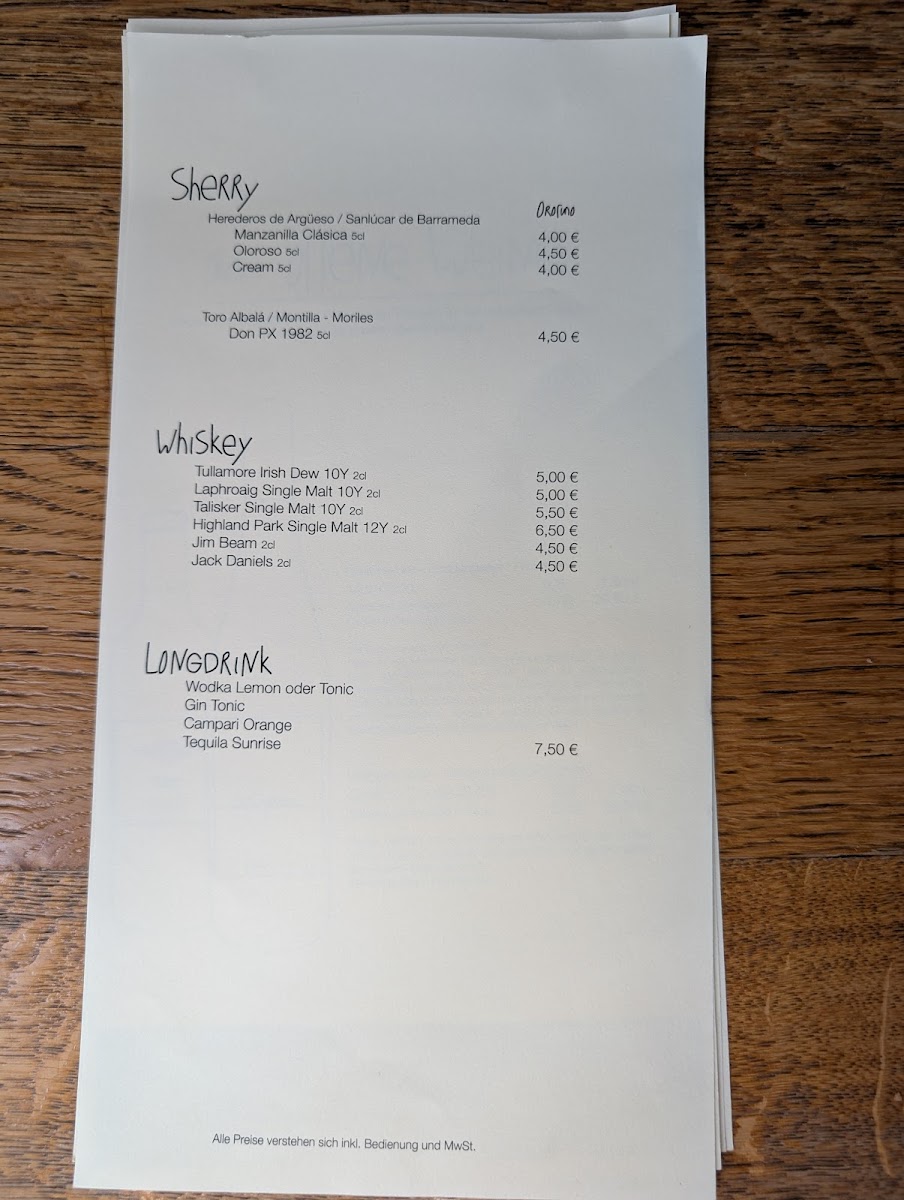 Sherry
Orofino
Herederos de Argüeso / Sanlúcar de Barrameda
Manzanilla Clásica 5cl 4,00 €
Oloroso 5cl 4,50 €
Cream 5cl 4,00 €
Toro Albalá / Montilla - Moriles
Don PX 1982 5cl 4,50 €
Whiskey
Tullamore Irish Dew 10Y 2cl 5,00 €
Laphroaig Single Malt 10Y 2cl 5,00 €
Talisker Single Malt 10Y 2cl 5,50 €
Highland Park Single Malt 12Y 2cl 6,50 €
Jim Beam 2cl 4,50 €
Jack Daniels 2cl 4,50 €
LONGDRINK
Wodka Lemon oder Tonic
Gin Tonic
Campari Orange
Tequila Sunrise 7,50 €
Alle Preise verstehen sich inkl. Bedienung und MwSt.